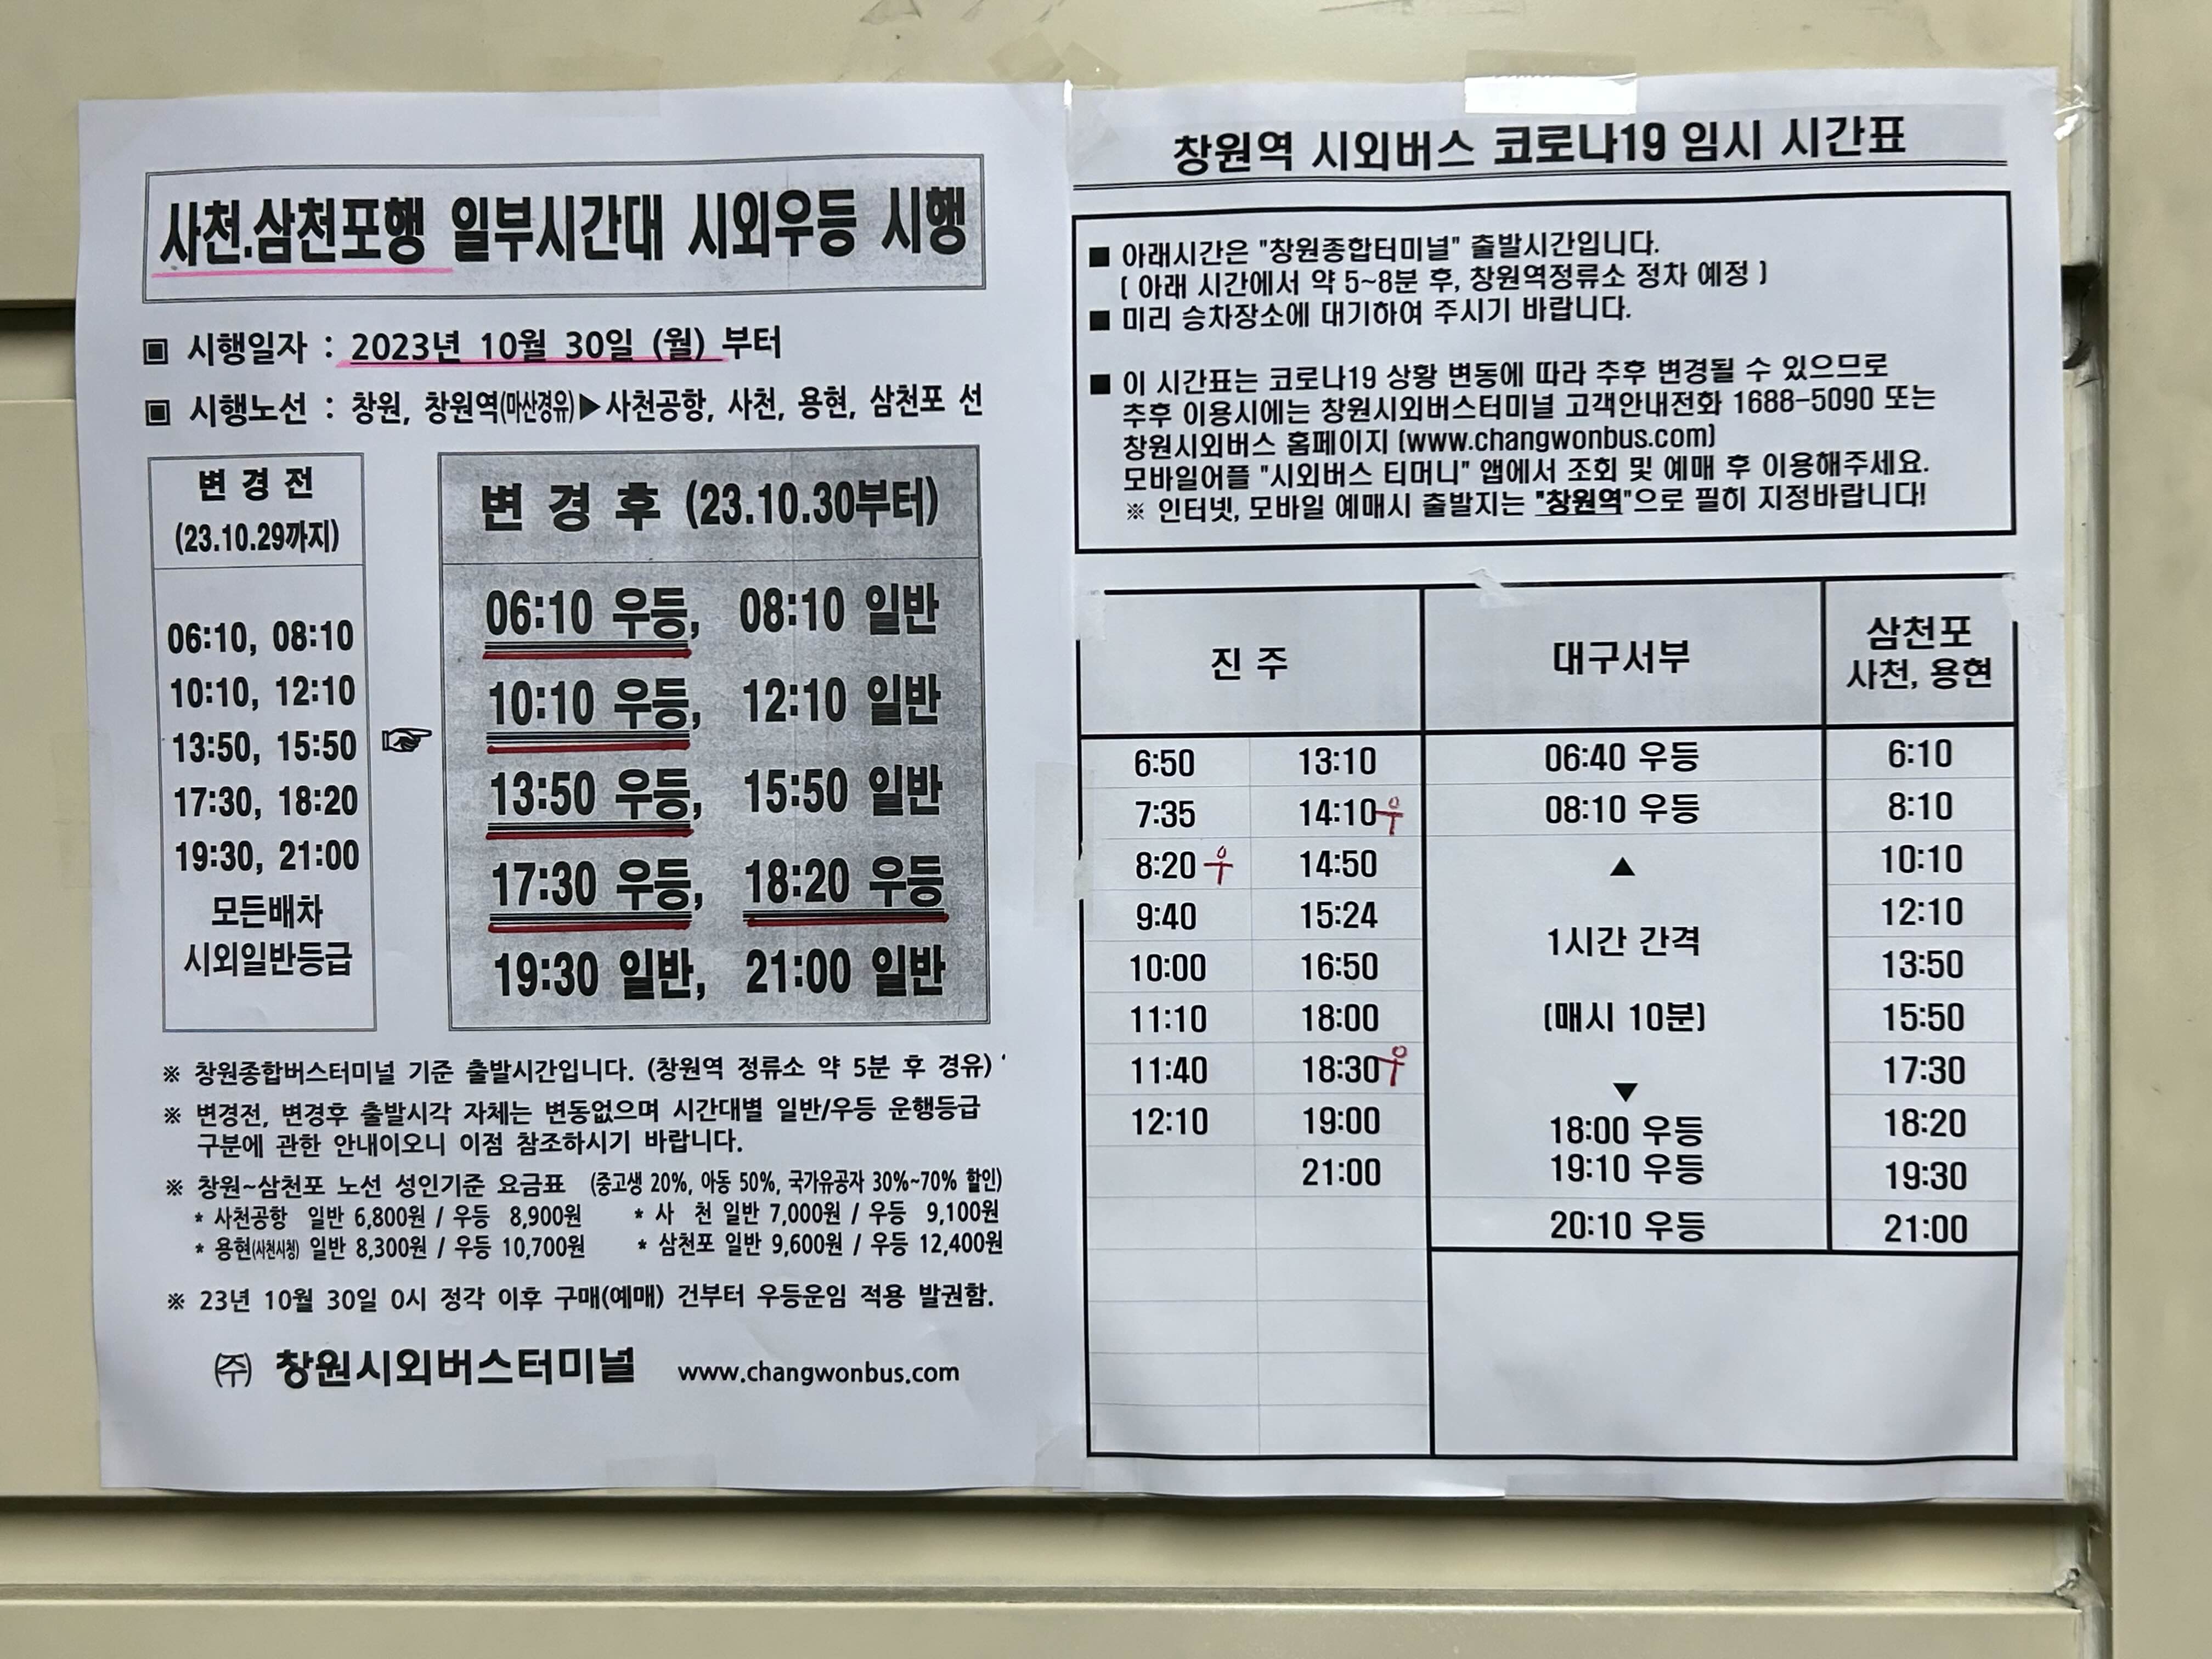 사천.삼천포행 일부시간대 시외우등 시행
▣ 시행일자 : 2023년 10월 30일 (월) 부터
▣ 시행노선 : 창원, 창원역(마산경유)▶사천공항, 사천, 용현, 삼천포 선
변 경 전
(23.10.29까지)
06:10, 08:10
10:10, 12:10
13:50, 15:50
17:30, 18:20
19:30, 21:00
모든배차
시외일반등급
☞
변 경 후 (23.10.30부터)
06:10 우등, 08:10 일반
10:10 우등, 12:10 일반
13:50 우등, 15:50 일반
17:30 우등, 18:20 우등
19:30 일반, 21:00 일반
※ 창원종합버스터미널 기준 출발시간입니다. (창원역 정류소 약 5분 후 경유)
※ 변경전, 변경후 출발시각 자체는 변동없으며 시간대별 일반/우등 운행등급
구분에 관한 안내이오니 이점 참조하시기 바랍니다.
※ 창원~삼천포 노선 성인기준 요금표 (중고생 20%, 아동 50%, 국가유공자 30%~70% 할인)
* 사천공항 일반 6,800원 / 우등 8,900원 * 사 천 일반 7,000원 / 우등 9,100원
* 용현(사천시청) 일반 8,300원 / 우등 10,700원 * 삼천포 일반 9,600원 / 우등 12,400원
※ 23년 10월 30일 0시 정각 이후 구매(예매) 건부터 우등운임 적용 발권함.
㈜ 창원시외버스터미널 www.changwonbus.com
창원역 시외버스 코로나19 임시 시간표
■ 아래시간은 "창원종합터미널" 출발시간입니다.
( 아래 시간에서 약 5~8분 후, 창원역정류소 정차 예정 )
■ 미리 승차장소에 대기하여 주시기 바랍니다.
■ 이 시간표는 코로나19 상황 변동에 따라 추후 변경될 수 있으므로
추후 이용시에는 창원시외버스터미널 고객안내전화 1688-5090 또는
창원시외버스 홈페이지 (www.changwonbus.com)
모바일어플 "시외버스 티머니" 앱에서 조회 및 예매 후 이용해주세요.
※ 인터넷, 모바일 예매시 출발지는 "창원역"으로 필히 지정바랍니다!
진 주
6:50 13:10
7:35 14:10 우
8:20 우 14:50
9:40 15:24
10:00 16:50
11:10 18:00
11:40 18:30 우
12:10 19:00
21:00
대구서부
06:40 우등
08:10 우등
▲
1시간 간격
(매시 10분)
▼
18:00 우등
19:10 우등
20:10 우등
삼천포
사천, 용현
6:10
8:10
10:10
12:10
13:50
15:50
17:30
18:20
19:30
21:00